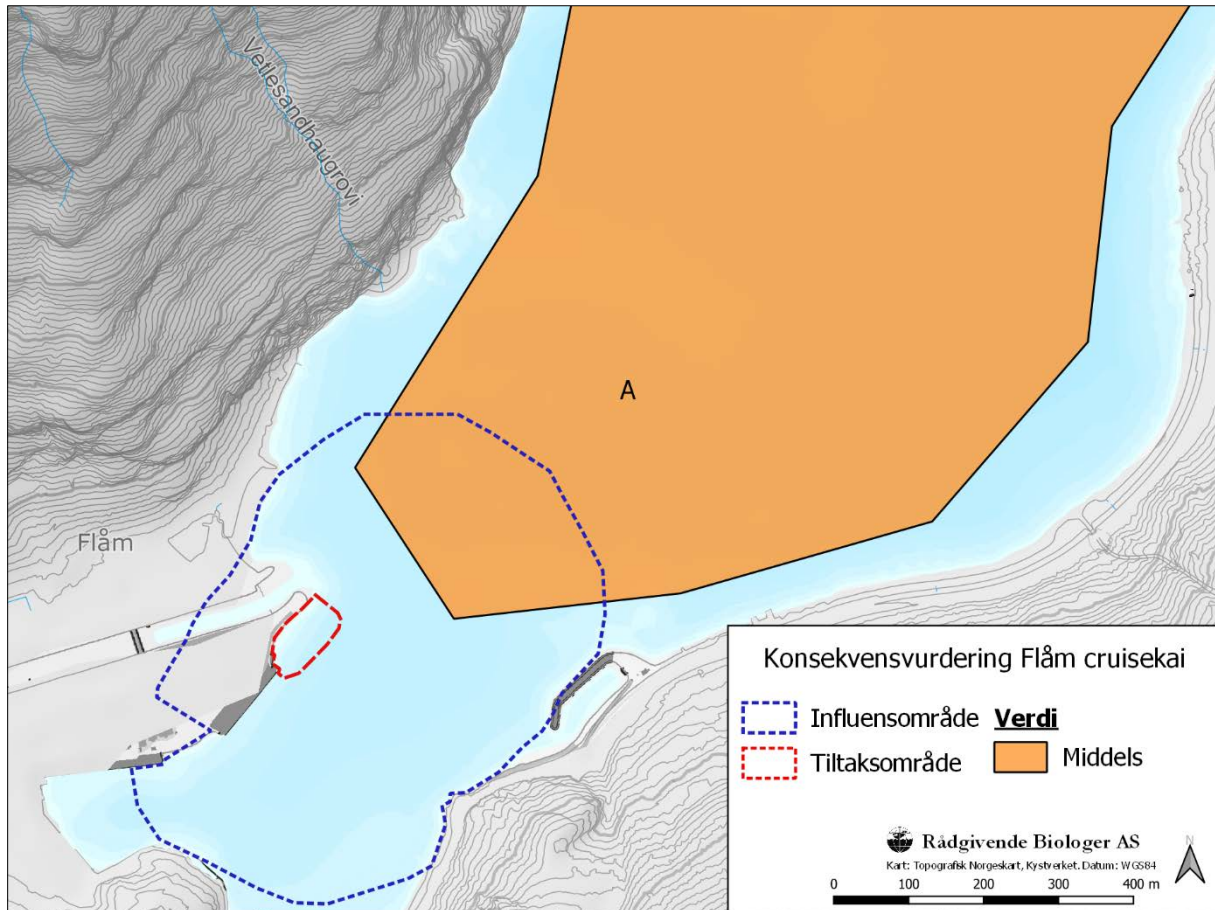 Vetlesandhaugrovi
A
Flåm
Konsekvensvurdering Flåm cruisekai
Influensområde Verdi
Tiltaksområde Middels
Rådgivende Biologer AS
Kart: Topografisk Norgeskart, Kystverket. Datum: WGS84
N
0 100 200 300 400 m